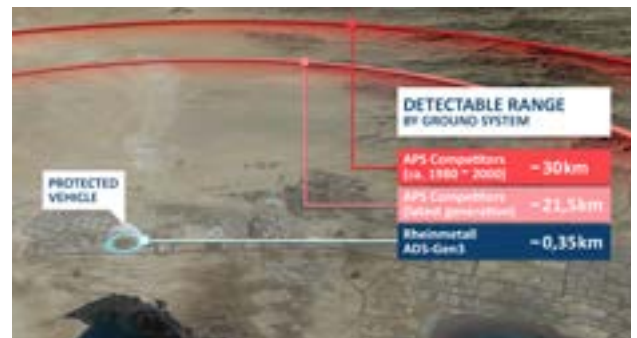 DETECTABLE RANGE
BY GROUND SYSTEM
APS Competitors
(ca. 1980 – 2000)
~30km
APS Competitors
(latest generation)
~21,5km
Rheinmetall
ADS-Gen3
~0,35km
PROTECTED
VEHICLE